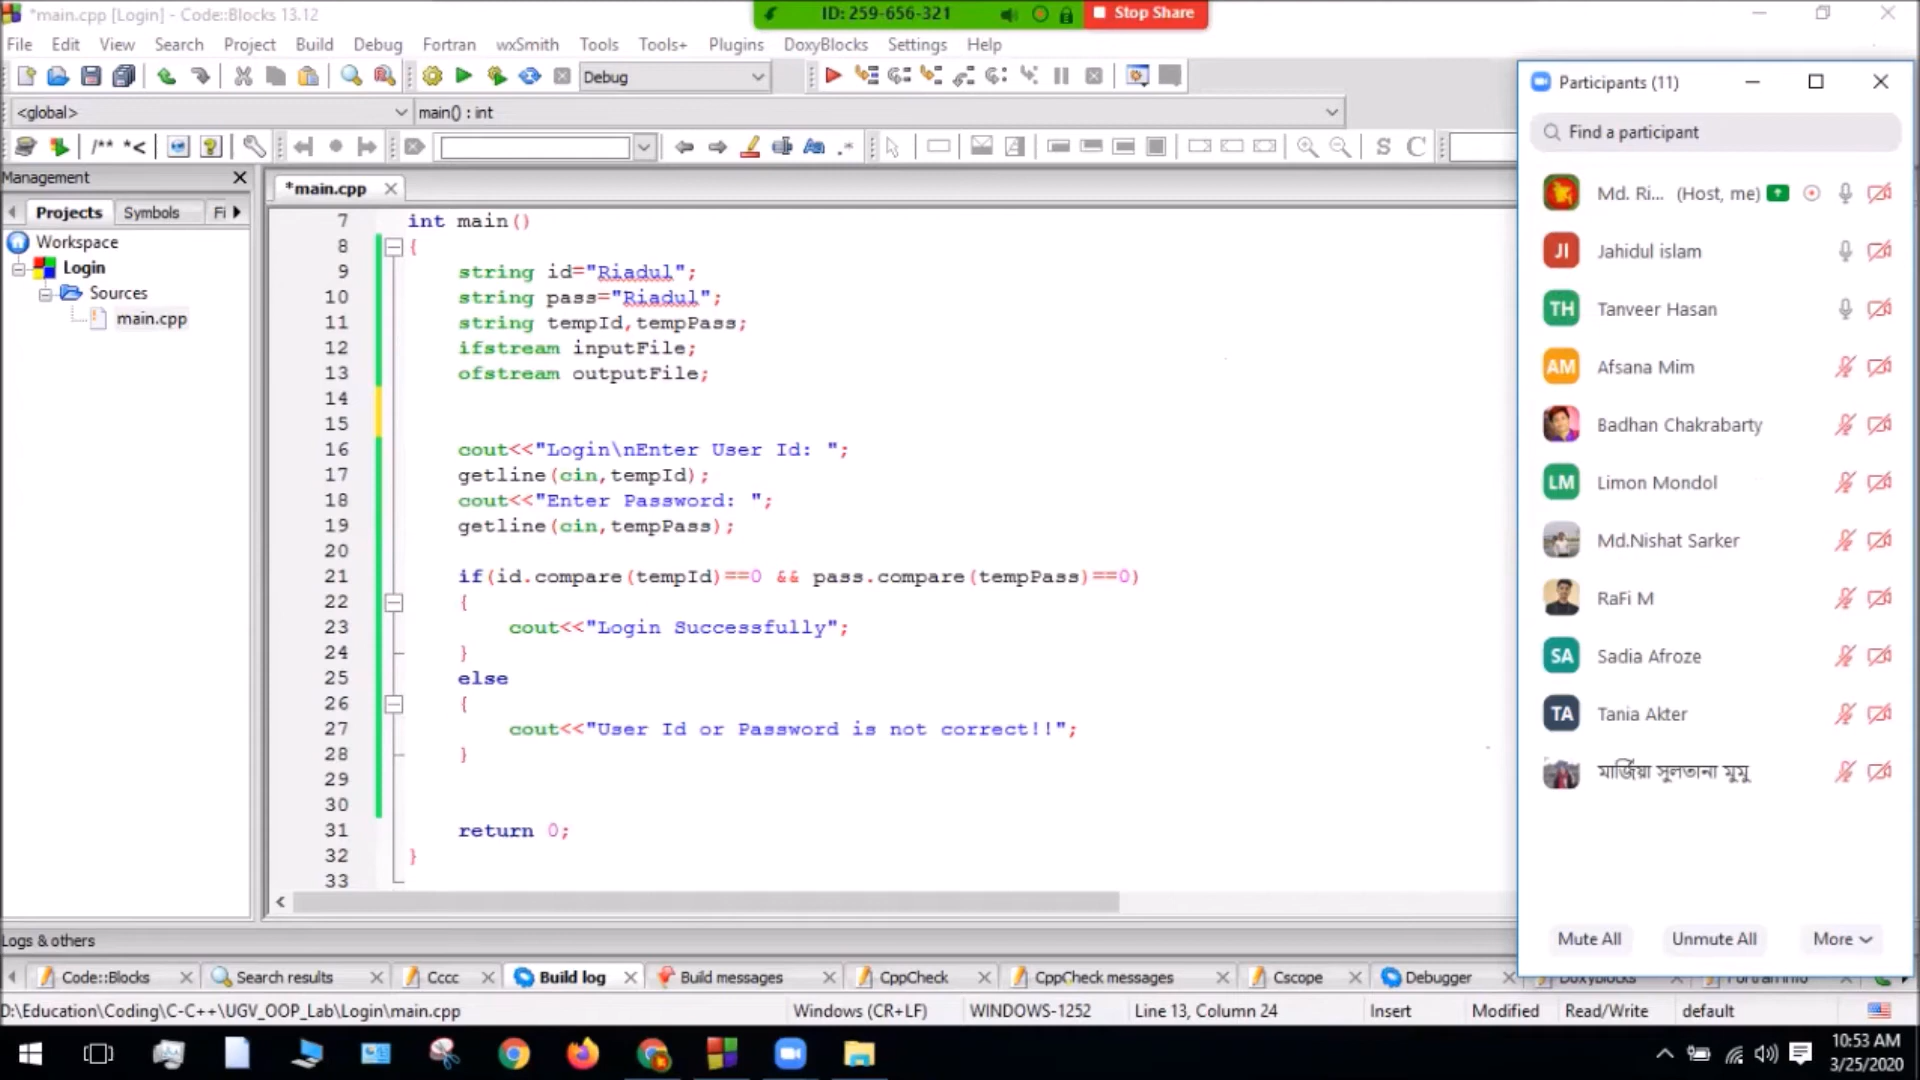 *main.cpp [Login] - Code::Blocks 13.12
ID: 259-656-321
Stop Share
File Edit View Search Project Build Debug Fortran wxSmith Tools Tools+ Plugins DoxyBlocks Settings Help
Debug
<global>
main() : int
/** *<
.*
S C
Management
*main.cpp
Projects Symbols Fi
Workspace
Login
Sources
main.cpp
7 int main()
8 {
9 string id="Riadul";
10 string pass="Riadul";
11 string tempId,tempPass;
12 ifstream inputFile;
13 ofstream outputFile;
14
15
16 cout<<"Login\nEnter User Id: ";
17 getline(cin,tempId);
18 cout<<"Enter Password: ";
19 getline(cin,tempPass);
20
21 if(id.compare(tempId)==0 && pass.compare(tempPass)==0)
22 {
23 cout<<"Login Successfully";
24 }
25 else
26 {
27 cout<<"User Id or Password is not correct!!";
28 }
29
30
31 return 0;
32 }
33
Participants (11)
Find a participant
Md. Ri... (Host, me)
JI Jahidul islam
TH Tanveer Hasan
AM Afsana Mim
Badhan Chakrabarty
LM Limon Mondol
Md.Nishat Sarker
RaFi M
SA Sadia Afroze
TA Tania Akter
মার্জিয়া সুলতানা মুমু
Mute All Unmute All More
Logs & others
Code::Blocks Search results Cccc Build log Build messages CppCheck CppCheck messages Cscope Debugger DoxyBlocks Fortran info
D:\Education\Coding\C-C++\UGV_OOP_Lab\Login\main.cpp Windows (CR+LF) WINDOWS-1252 Line 13, Column 24 Insert Modified Read/Write default
10:53 AM
3/25/2020